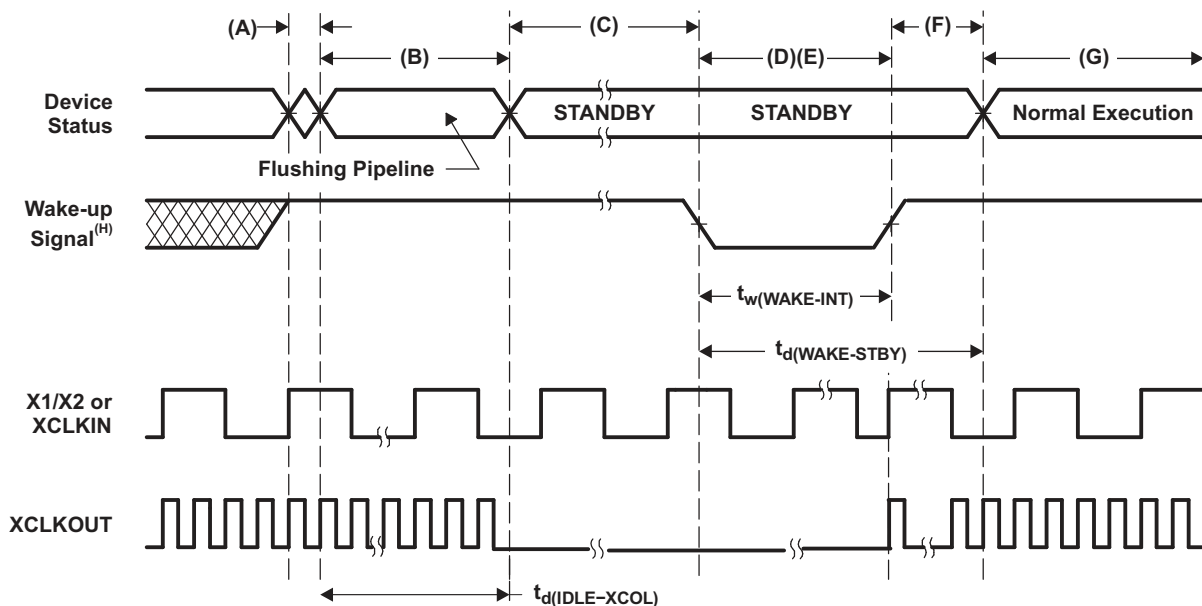 (A)
(C)
(F)
(B)
(D)(E)
(G)
Device
Status
STANDBY
STANDBY
Normal Execution
Flushing Pipeline
Wake-up
Signal(H)
tw(WAKE-INT)
td(WAKE-STBY)
X1/X2 or
XCLKIN
XCLKOUT
td(IDLE−XCOL)